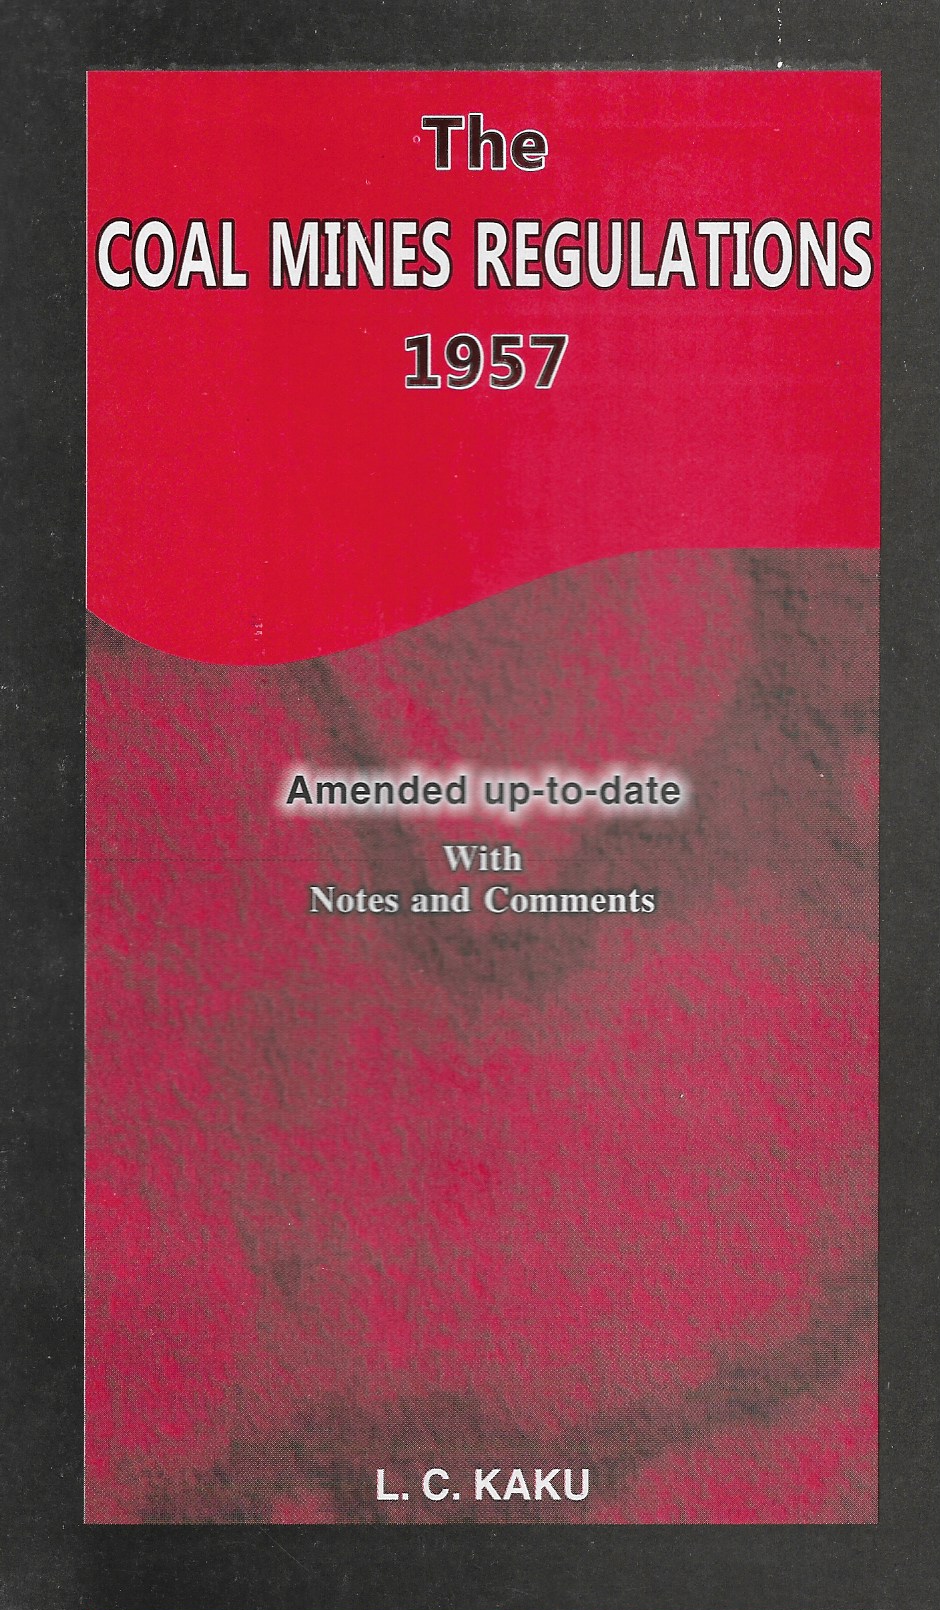 The
COAL MINES REGULATIONS
1957
Amended up-to-date
With
Notes and Comments
L. C. KAKU